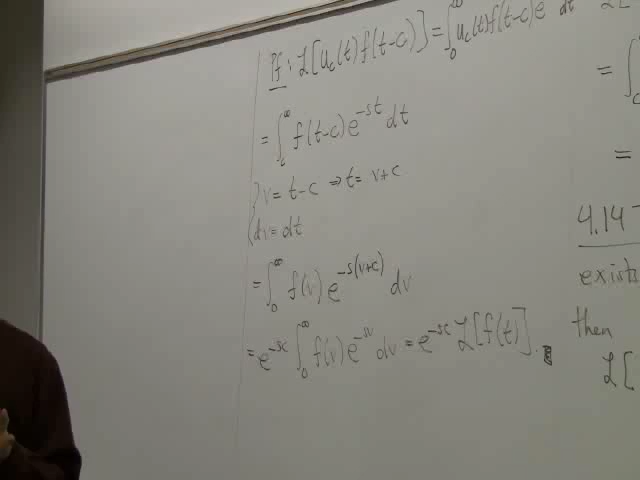 Pf : ℒ[u_c(t) f(t-c)] = ∫_0^∞ u_c(t) f(t-c) e dt
= ∫_c^∞ f(t-c) e^{-st} dt
v = t-c ⇒ t = v+c
dv = dt
= ∫_0^∞ f(v) e^{-s(v+c)} dv
= e^{-sc} ∫_0^∞ f(v) e^{-sv} dv = e^{-sc} ℒ[f(t)].
= ∫
=
4.14
exists
then
ℒ[